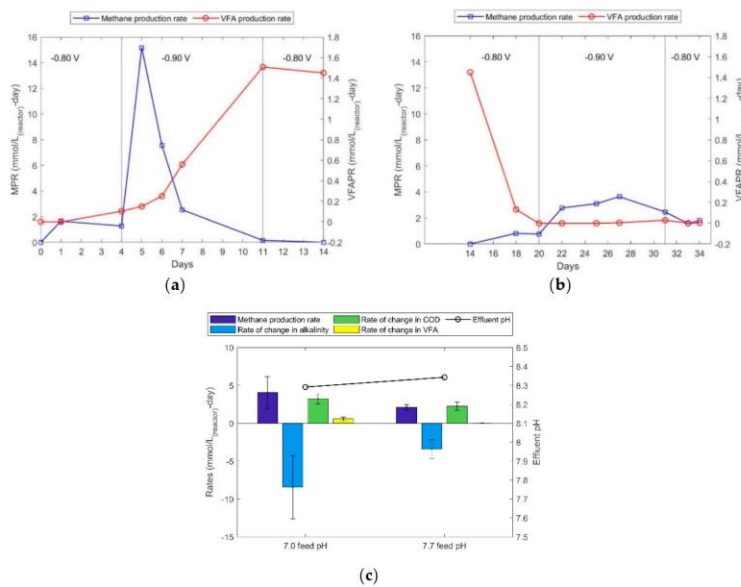 Methane production rate VFA production rate
-0.80 V -0.90 V -0.80 V
MPR (mmol/L(reactor)-day)
16
14
12
10
8
6
4
2
0
VFAPR (mmol/L(reactor)-day)
1.8
1.6
1.4
1.2
1
0.8
0.6
0.4
0.2
0
-0.2
0 1 2 3 4 5 6 7 8 9 10 11 12 13 14
Days
(a)
Methane production rate VFA production rate
-0.80 V -0.90 V -0.80 V
MPR (mmol/L(reactor)-day)
16
14
12
10
8
6
4
2
0
VFAPR (mmol/L(reactor)-day)
1.8
1.6
1.4
1.2
1
0.8
0.6
0.4
0.2
0
-0.2
14 16 18 20 22 24 26 28 30 32 34
Days
(b)
Methane production rate Rate of change in COD Effluent pH
Rate of change in alkalinity Rate of change in VFA
Rates (mmol/L(reactor)-day)
10
5
0
-5
-10
-15
Effluent pH
8.5
8.4
8.3
8.2
8.1
8
7.9
7.8
7.7
7.6
7.5
7.0 feed pH 7.7 feed pH
(c)